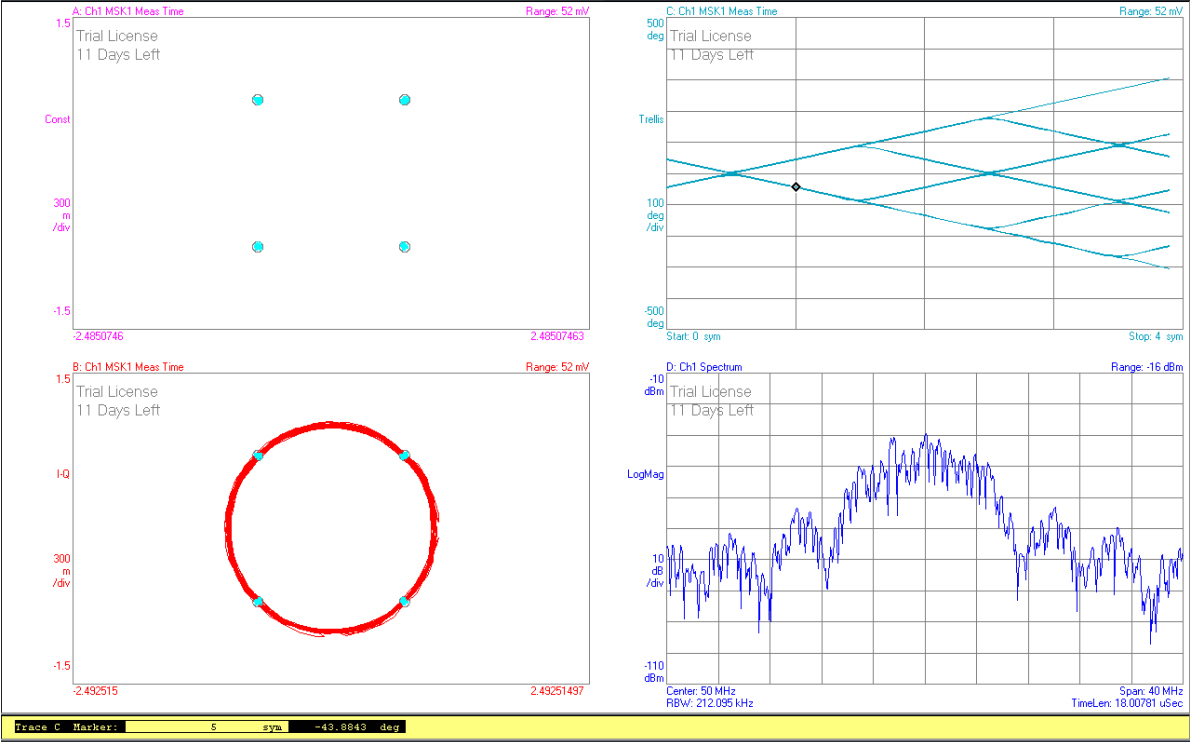 A: Ch1 MSK1 Meas Time Range: 52 mV
1.5
Trial License
11 Days Left
Const
300
m
/div
-1.5
-2.4850746 2.48507463
C: Ch1 MSK1 Meas Time Range: 52 mV
500
deg
Trial License
11 Days Left
Trellis
100
deg
/div
-500
deg
Start: 0 sym Stop: 4 sym
B: Ch1 MSK1 Meas Time Range: 52 mV
1.5
Trial License
11 Days Left
I-Q
300
m
/div
-1.5
-2.492515 2.49251497
D: Ch1 Spectrum Range: -16 dBm
-10
dBm
Trial License
11 Days Left
LogMag
10
dB
/div
-110
dBm
Center: 50 MHz Span: 40 MHz
RBW: 212.095 kHz TimeLen: 18.00781 uSec
Trace C Marker: 5 sym -43.8843 deg